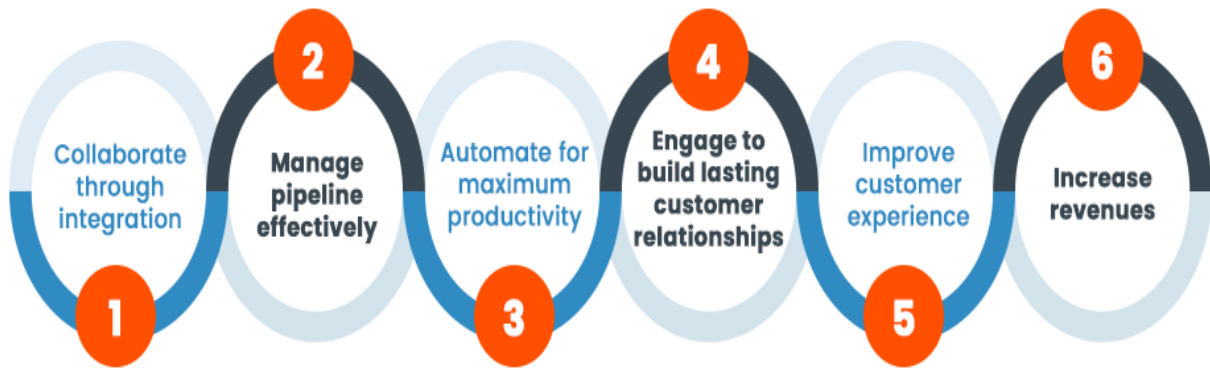 1
Collaborate
through
integration
2
Manage
pipeline
effectively
3
Automate for
maximum
productivity
4
Engage to
build lasting
customer
relationships
5
Improve
customer
experience
6
Increase
revenues